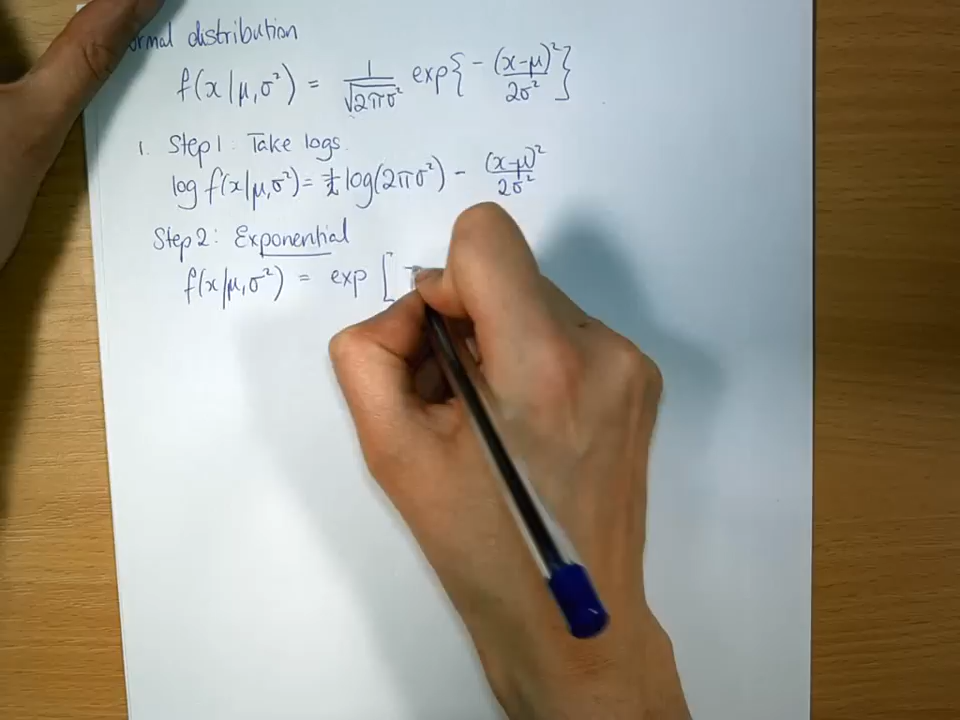 ormal distribution
f(x|μ,σ²) = 1/√2πσ² exp{ - (x-μ)²/2σ² }
1. Step 1: Take logs.
log f(x|μ,σ²) = -½ log(2πσ²) - (x-μ)²/2σ²
Step 2: Exponential
f(x|μ,σ²) = exp [ -